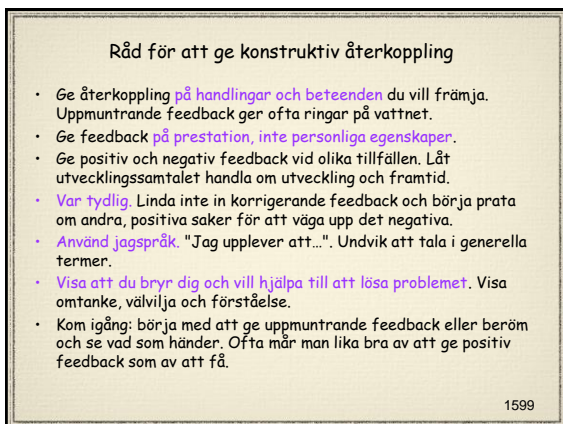 Råd för att ge konstruktiv återkoppling
• Ge återkoppling på handlingar och beteenden du vill främja.
Uppmuntrande feedback ger ofta ringar på vattnet.
• Ge feedback på prestation, inte personliga egenskaper.
• Ge positiv och negativ feedback vid olika tillfällen. Låt
utvecklingssamtalet handla om utveckling och framtid.
• Var tydlig. Linda inte in korrigerande feedback och börja prata
om andra, positiva saker för att väga upp det negativa.
• Använd jagspråk. "Jag upplever att…". Undvik att tala i generella
termer.
• Visa att du bryr dig och vill hjälpa till att lösa problemet. Visa
omtanke, välvilja och förståelse.
• Kom igång: börja med att ge uppmuntrande feedback eller beröm
och se vad som händer. Ofta mår man lika bra av att ge positiv
feedback som av att få.
1599